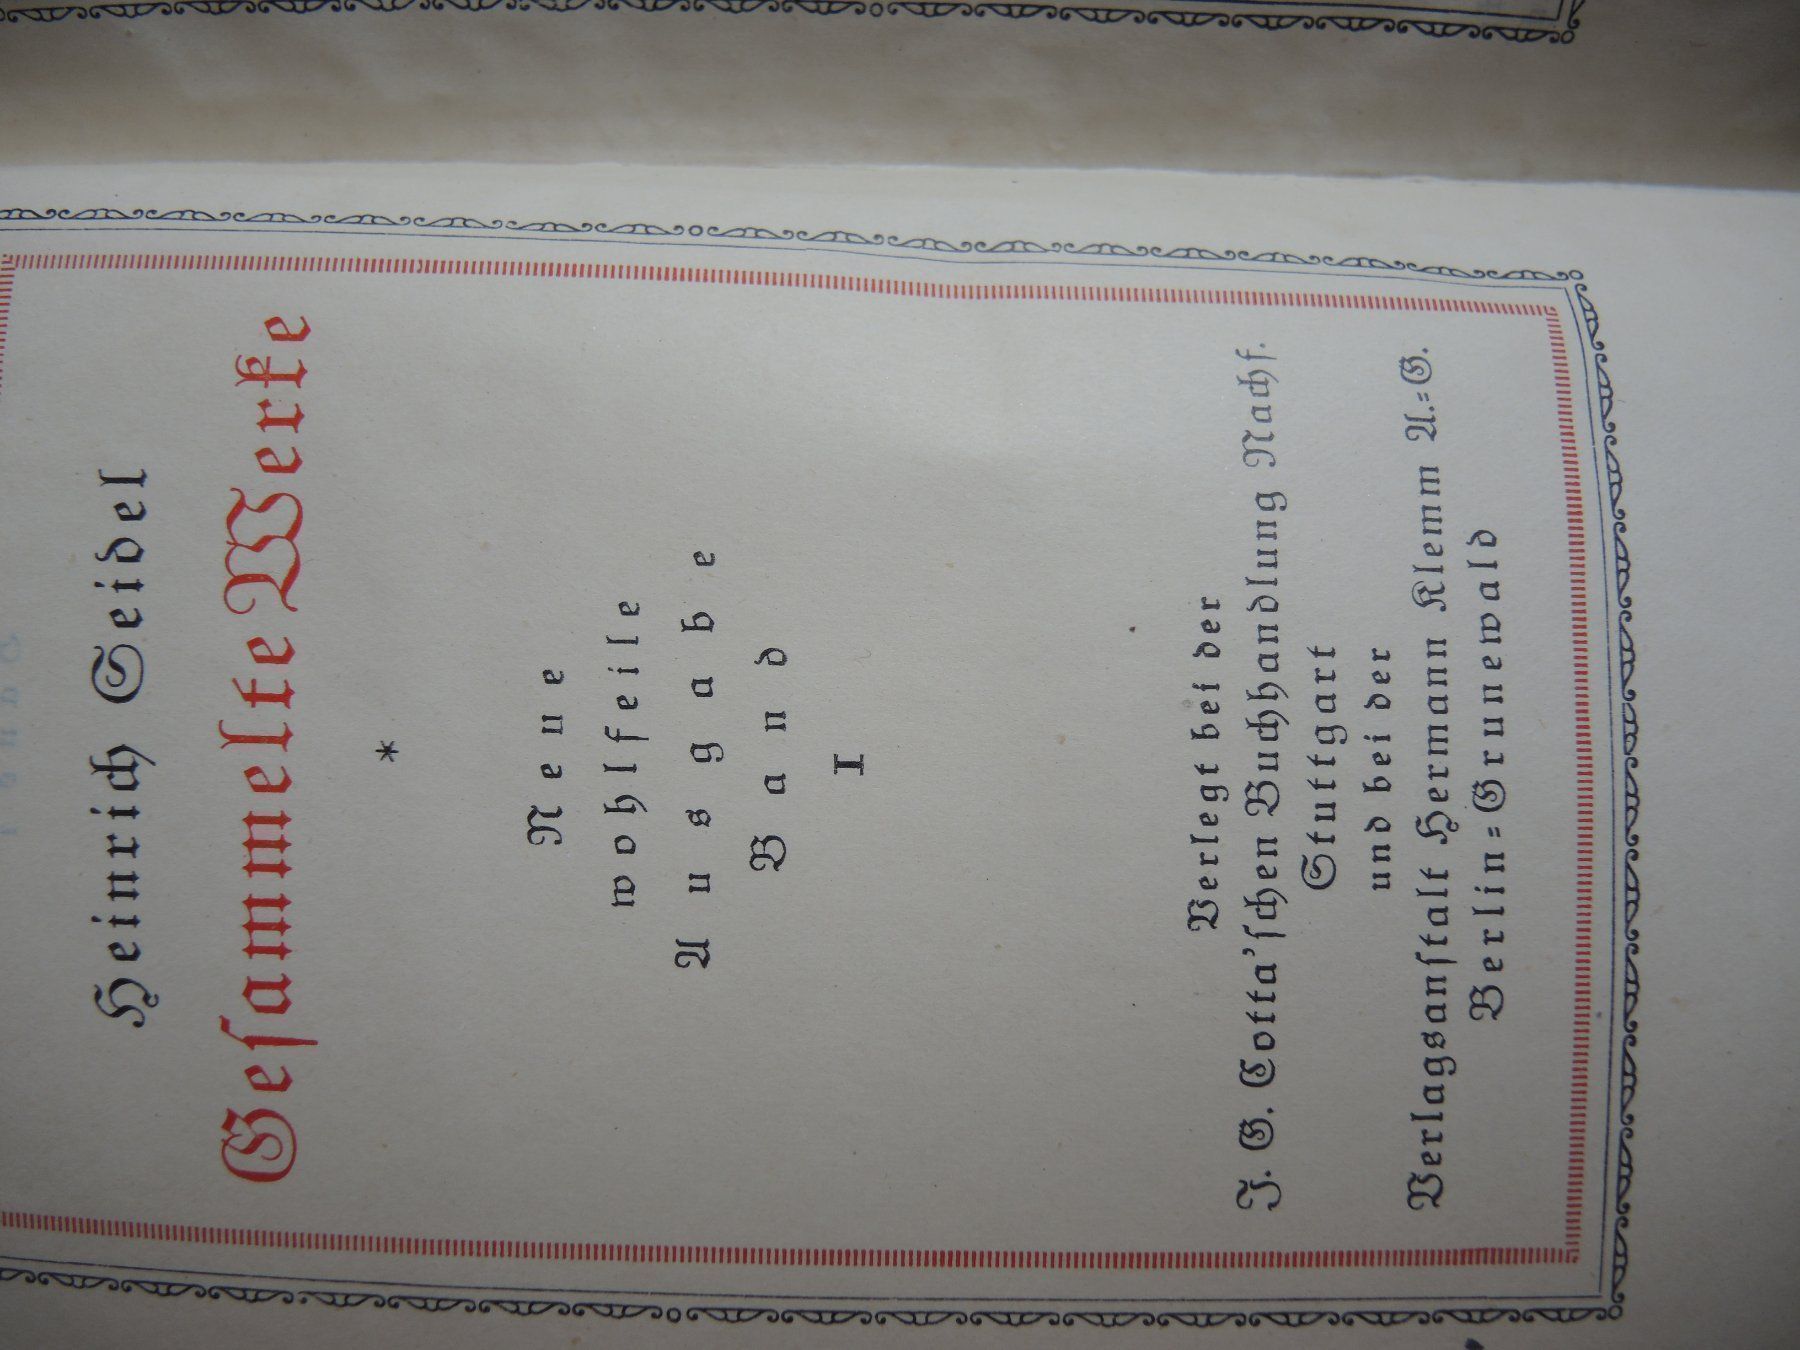 Heinrich Seidel
Gesammelte Werke
*
Neue
wohlfeile
Ausgabe
Band
I
Verlegt bei der
J. G. Cotta'schen Buchhandlung Nachf.
Stuttgart
und bei der
Verlagsanstalt Hermann Klemm A.=G.
Berlin=Grunewald